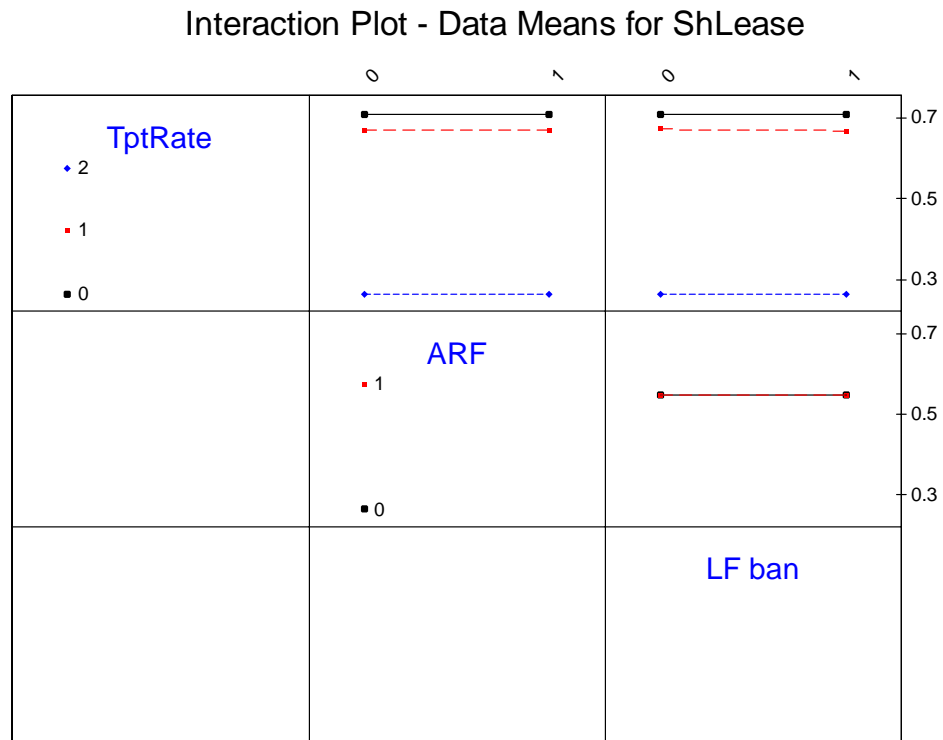 Interaction Plot - Data Means for ShLease
0 1 0 1
TptRate
2
1
0
0.7
0.5
0.3
ARF
1
0
0.7
0.5
0.3
LF ban